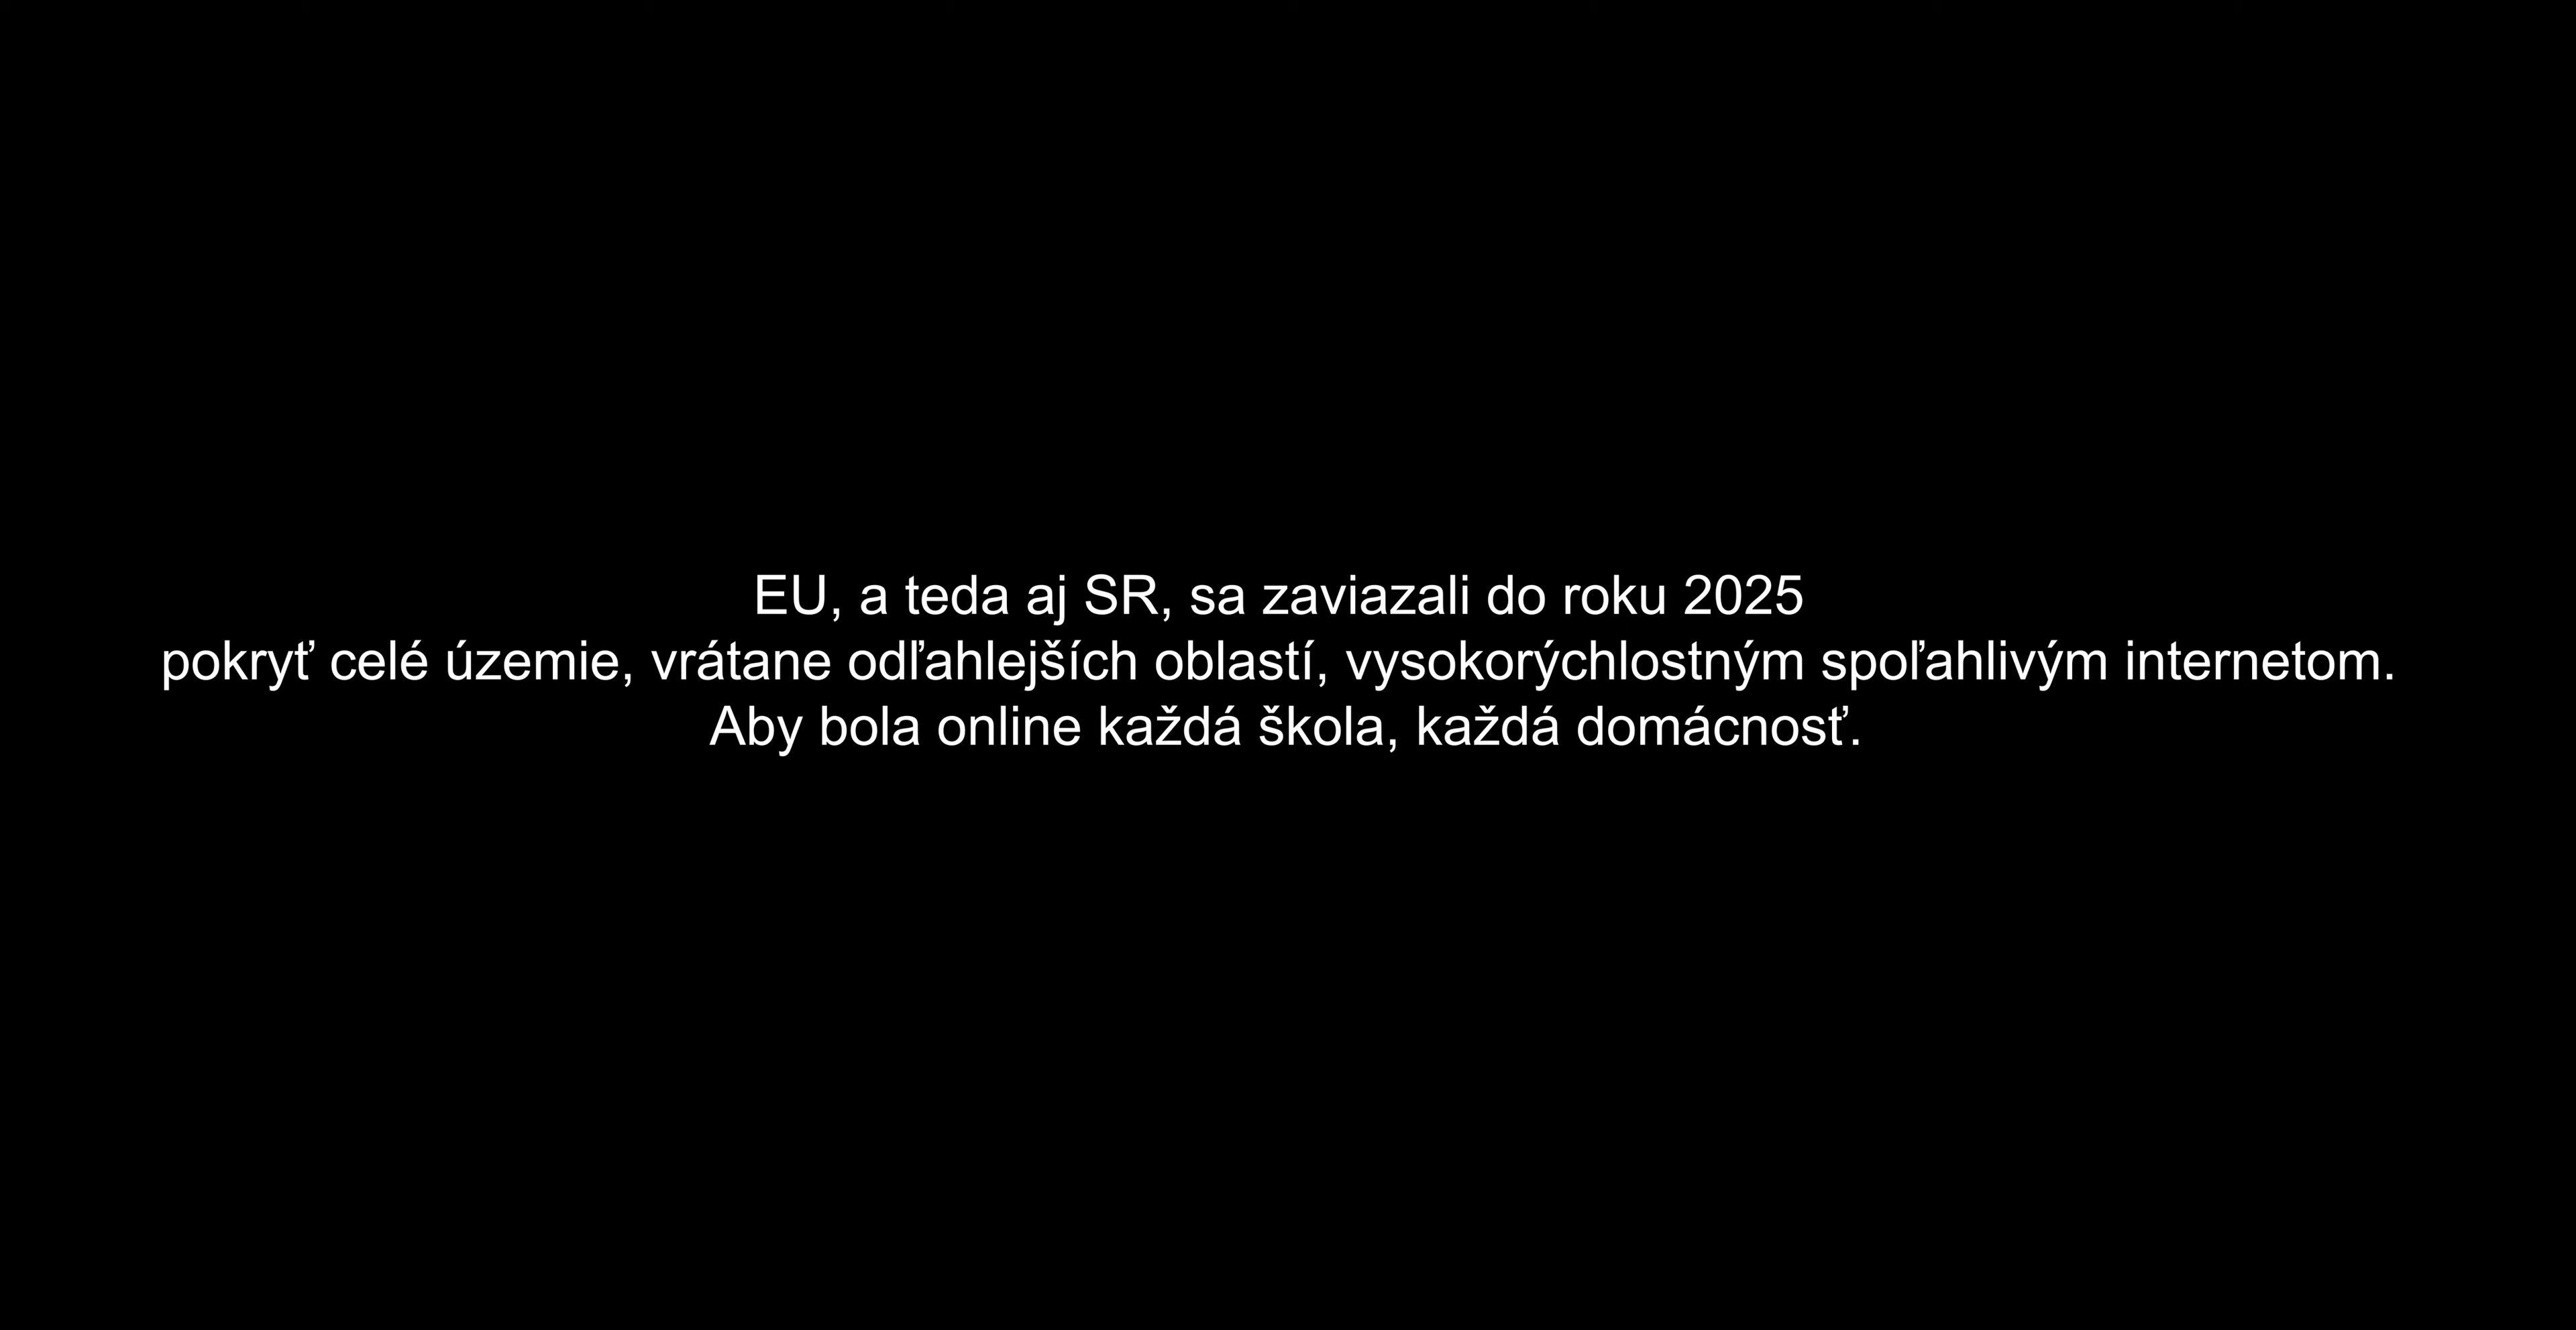 EU, a teda aj SR, sa zaviazali do roku 2025
pokryť celé územie, vrátane odľahlejších oblastí, vysokorýchlostným spoľahlivým internetom.
Aby bola online každá škola, každá domácnosť.